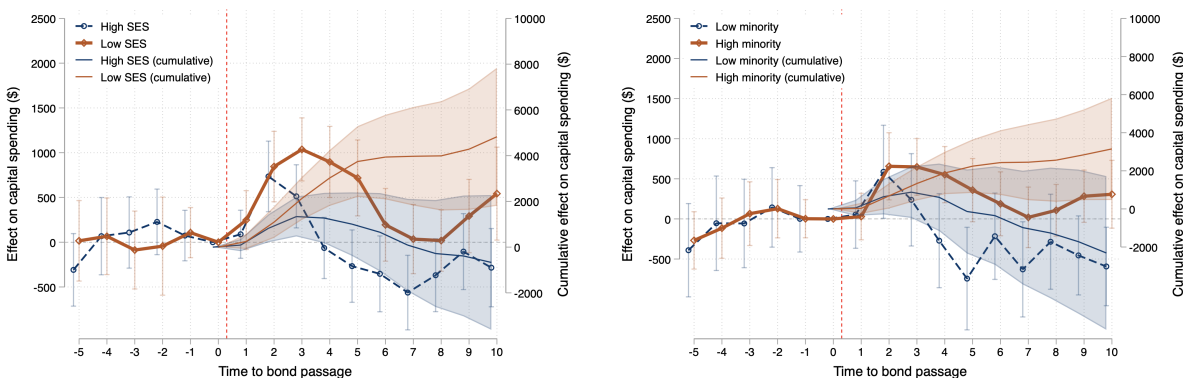 2500
2000
1500
1000
500
0
-500
Effect on capital spending ($)
High SES
Low SES
High SES (cumulative)
Low SES (cumulative)
10000
8000
6000
4000
2000
0
-2000
Cumulative effect on capital spending ($)
-5 -4 -3 -2 -1 0 1 2 3 4 5 6 7 8 9 10
Time to bond passage
2500
2000
1500
1000
500
0
-500
Effect on capital spending ($)
Low minority
High minority
Low minority (cumulative)
High minority (cumulative)
10000
8000
6000
4000
2000
0
-2000
Cumulative effect on capital spending ($)
-5 -4 -3 -2 -1 0 1 2 3 4 5 6 7 8 9 10
Time to bond passage